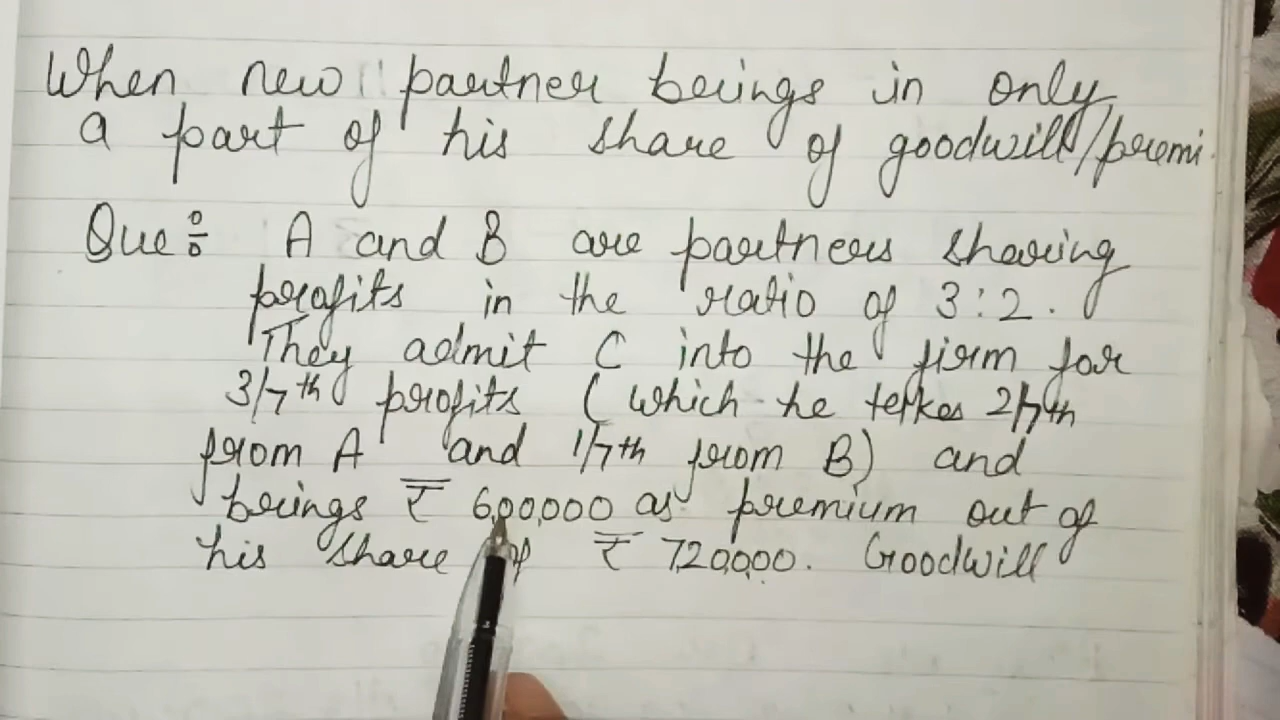 When new partner brings in only
a part of his share of goodwill/premi
Que: A and B are partners sharing
profits in the ratio of 3:2.
They admit C into the firm for
3/7th profits (which he takes 2/7th
from A and 1/7th from B) and
brings ₹ 6,00,000 as premium out of
his share of ₹ 7,20,000. Goodwill